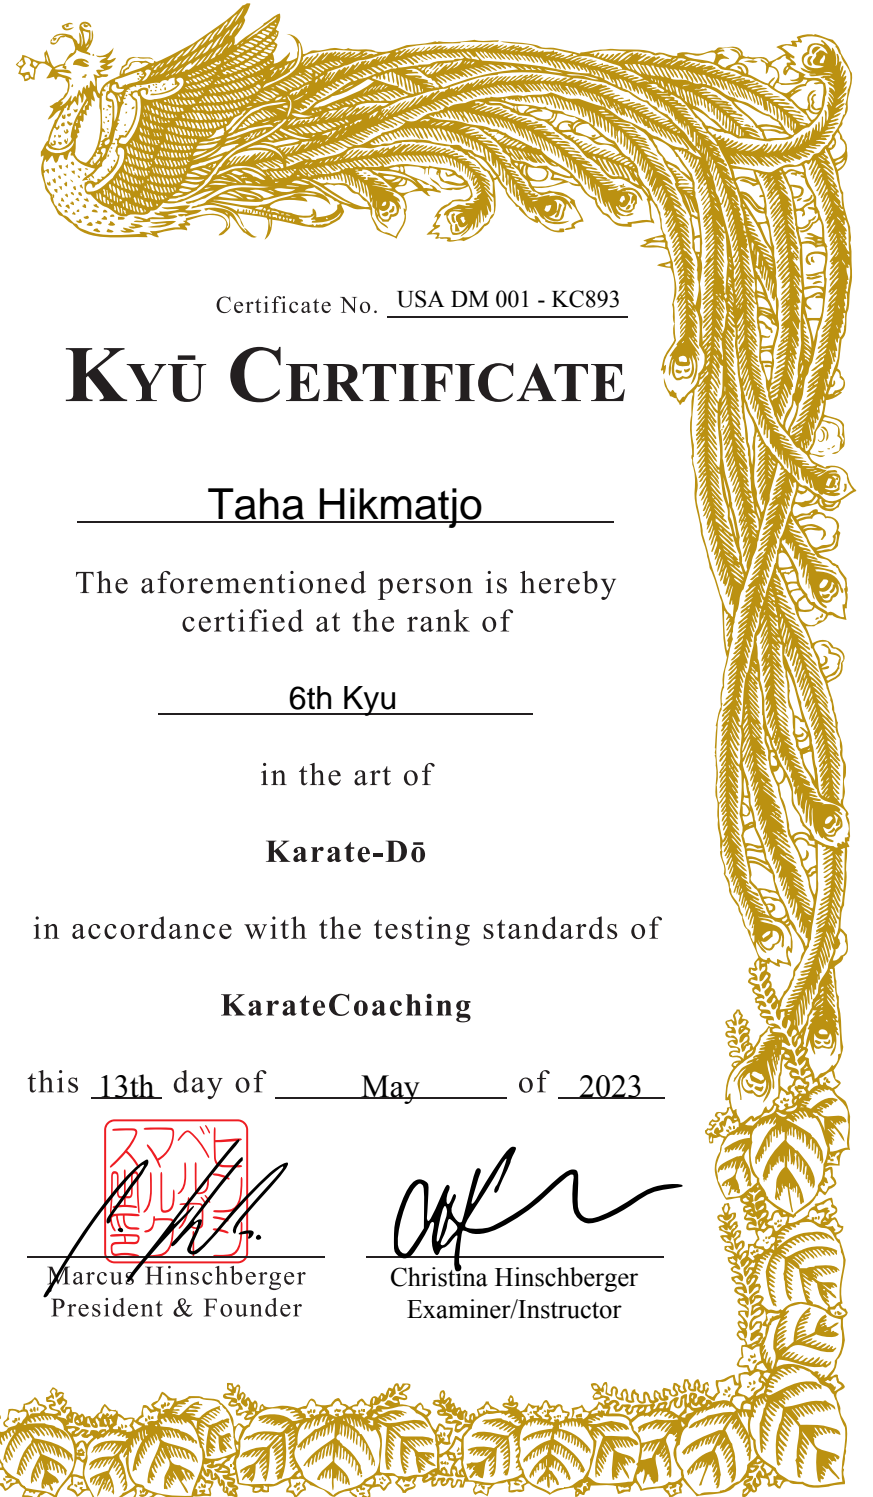 Certificate No. USA DM 001 - KC893
KYŪ CERTIFICATE
Taha Hikmatjo
The aforementioned person is hereby
certified at the rank of
6th Kyu
in the art of
Karate-Dō
in accordance with the testing standards of
KarateCoaching
this 13th day of May of 2023
Marcus Hinschberger
President & Founder
Christina Hinschberger
Examiner/Instructor